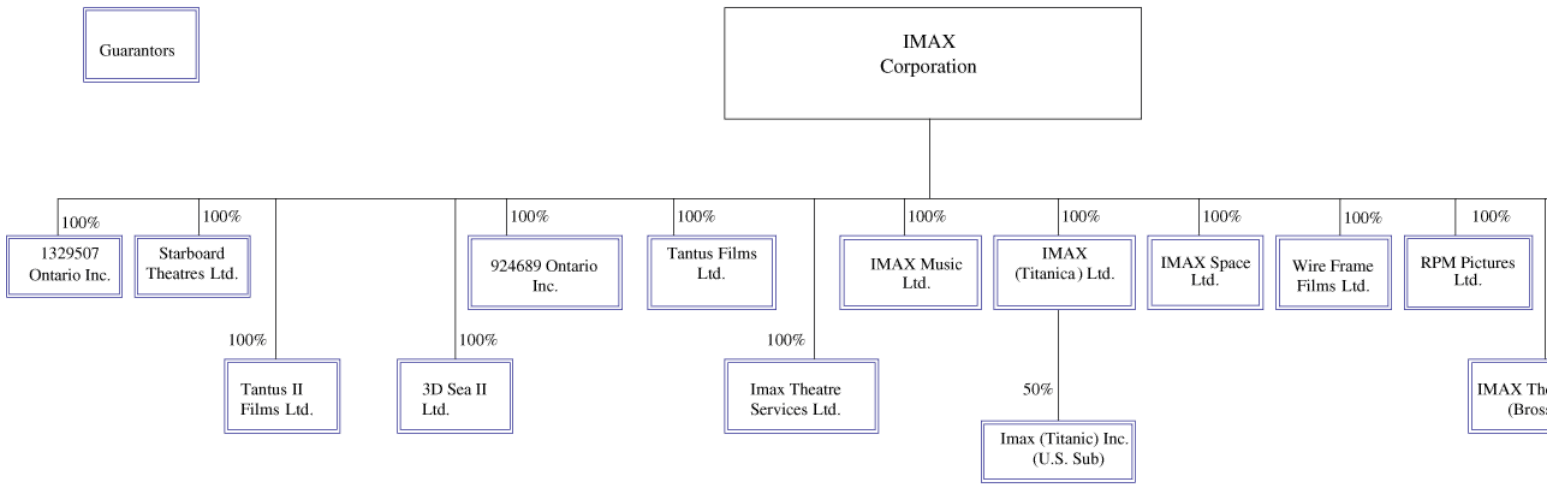 Guarantors
IMAX
Corporation
100%
1329507
Ontario Inc.
100%
Starboard
Theatres Ltd.
100%
924689 Ontario
Inc.
100%
Tantus Films
Ltd.
100%
IMAX Music
Ltd.
100%
IMAX
(Titanica) Ltd.
100%
IMAX Space
Ltd.
100%
Wire Frame
Films Ltd.
100%
RPM Pictures
Ltd.
100%
Tantus II
Films Ltd.
100%
3D Sea II
Ltd.
100%
Imax Theatre
Services Ltd.
50%
Imax (Titanic) Inc.
(U.S. Sub)
IMAX